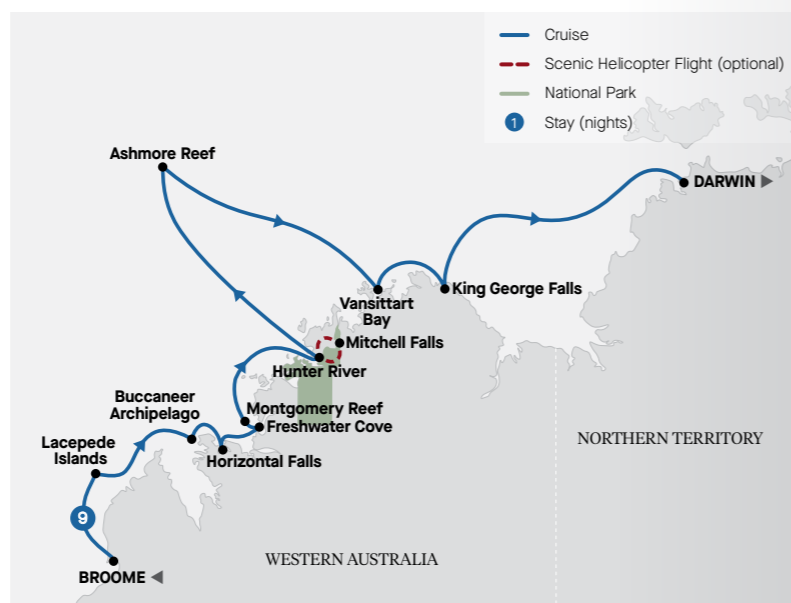 Cruise
Scenic Helicopter Flight (optional)
National Park
1 Stay (nights)
Ashmore Reef
DARWIN
Vansittart
Bay
King George Falls
Mitchell Falls
Hunter River
Buccaneer
Archipelago
Montgomery Reef
Freshwater Cove
Lacepede
Islands
Horizontal Falls
NORTHERN TERRITORY
9
WESTERN AUSTRALIA
BROOME